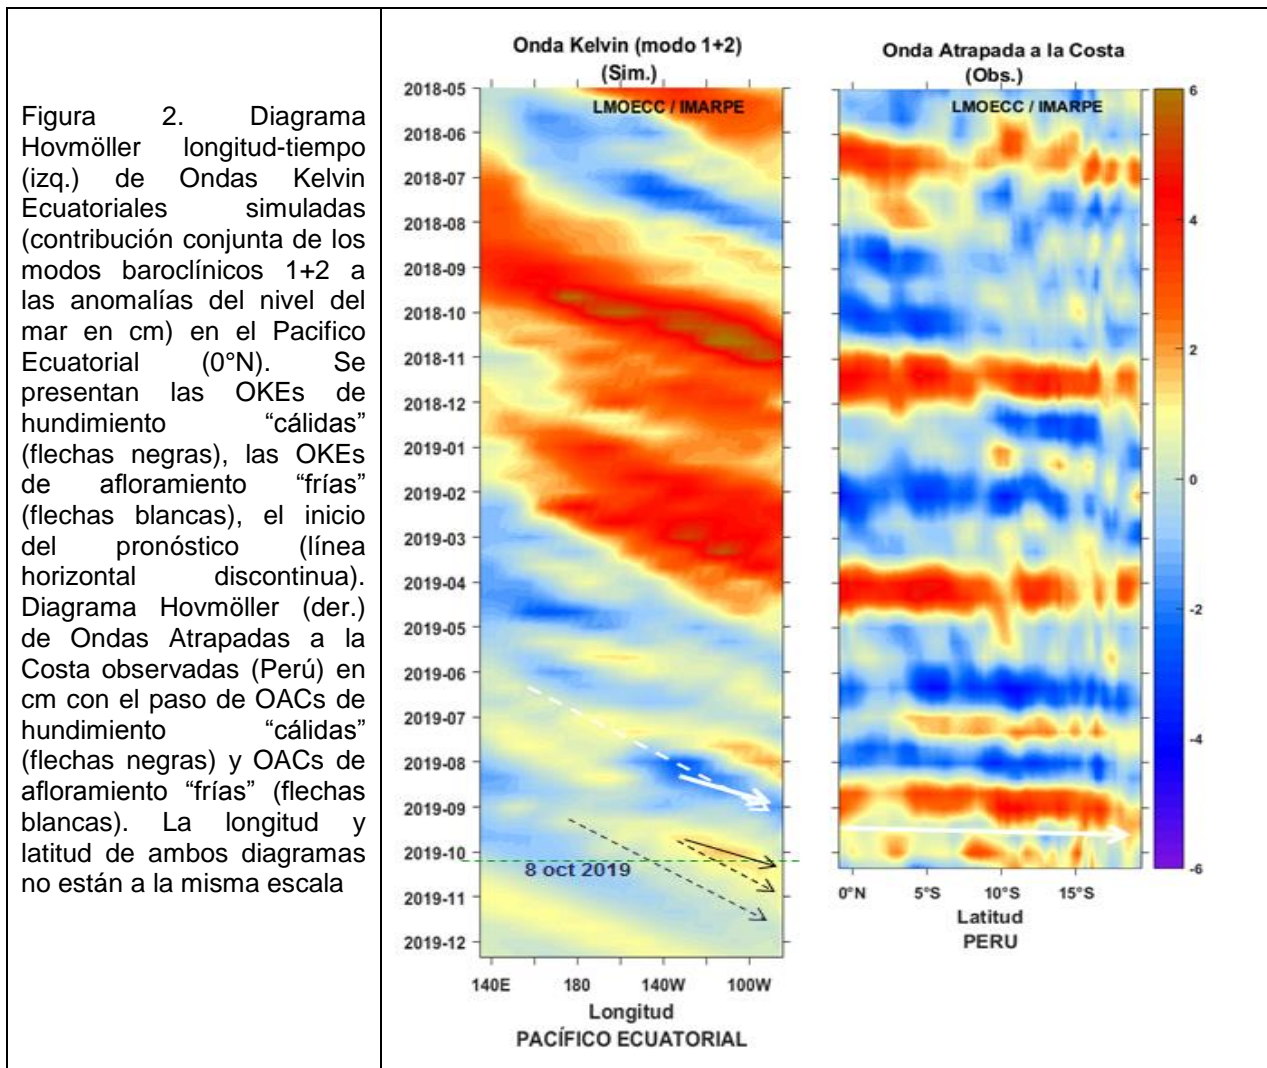 Figura 2. Diagrama
Hovmöller longitud-tiempo
(izq.) de Ondas Kelvin
Ecuatoriales simuladas
(contribución conjunta de los
modos baroclínicos 1+2 a
las anomalías del nivel del
mar en cm) en el Pacifico
Ecuatorial (0°N). Se
presentan las OKEs de
hundimiento “cálidas”
(flechas negras), las OKEs
de afloramiento “frías”
(flechas blancas), el inicio
del pronóstico (línea
horizontal discontinua).
Diagrama Hovmöller (der.)
de Ondas Atrapadas a la
Costa observadas (Perú) en
cm con el paso de OACs de
hundimiento “cálidas”
(flechas negras) y OACs de
afloramiento “frías” (flechas
blancas). La longitud y
latitud de ambos diagramas
no están a la misma escala
Onda Kelvin (modo 1+2)
(Sim.)
LMOECC / IMARPE
2018-05
2018-06
2018-07
2018-08
2018-09
2018-10
2018-11
2018-12
2019-01
2019-02
2019-03
2019-04
2019-05
2019-06
2019-07
2019-08
2019-09
2019-10
2019-11
2019-12
8 oct 2019
140E 180 140W 100W
Longitud
PACÍFICO ECUATORIAL
Onda Atrapada a la Costa
(Obs.)
LMOECC / IMARPE
0°N 5°S 10°S 15°S
Latitud
PERU
6
4
2
0
-2
-4
-6